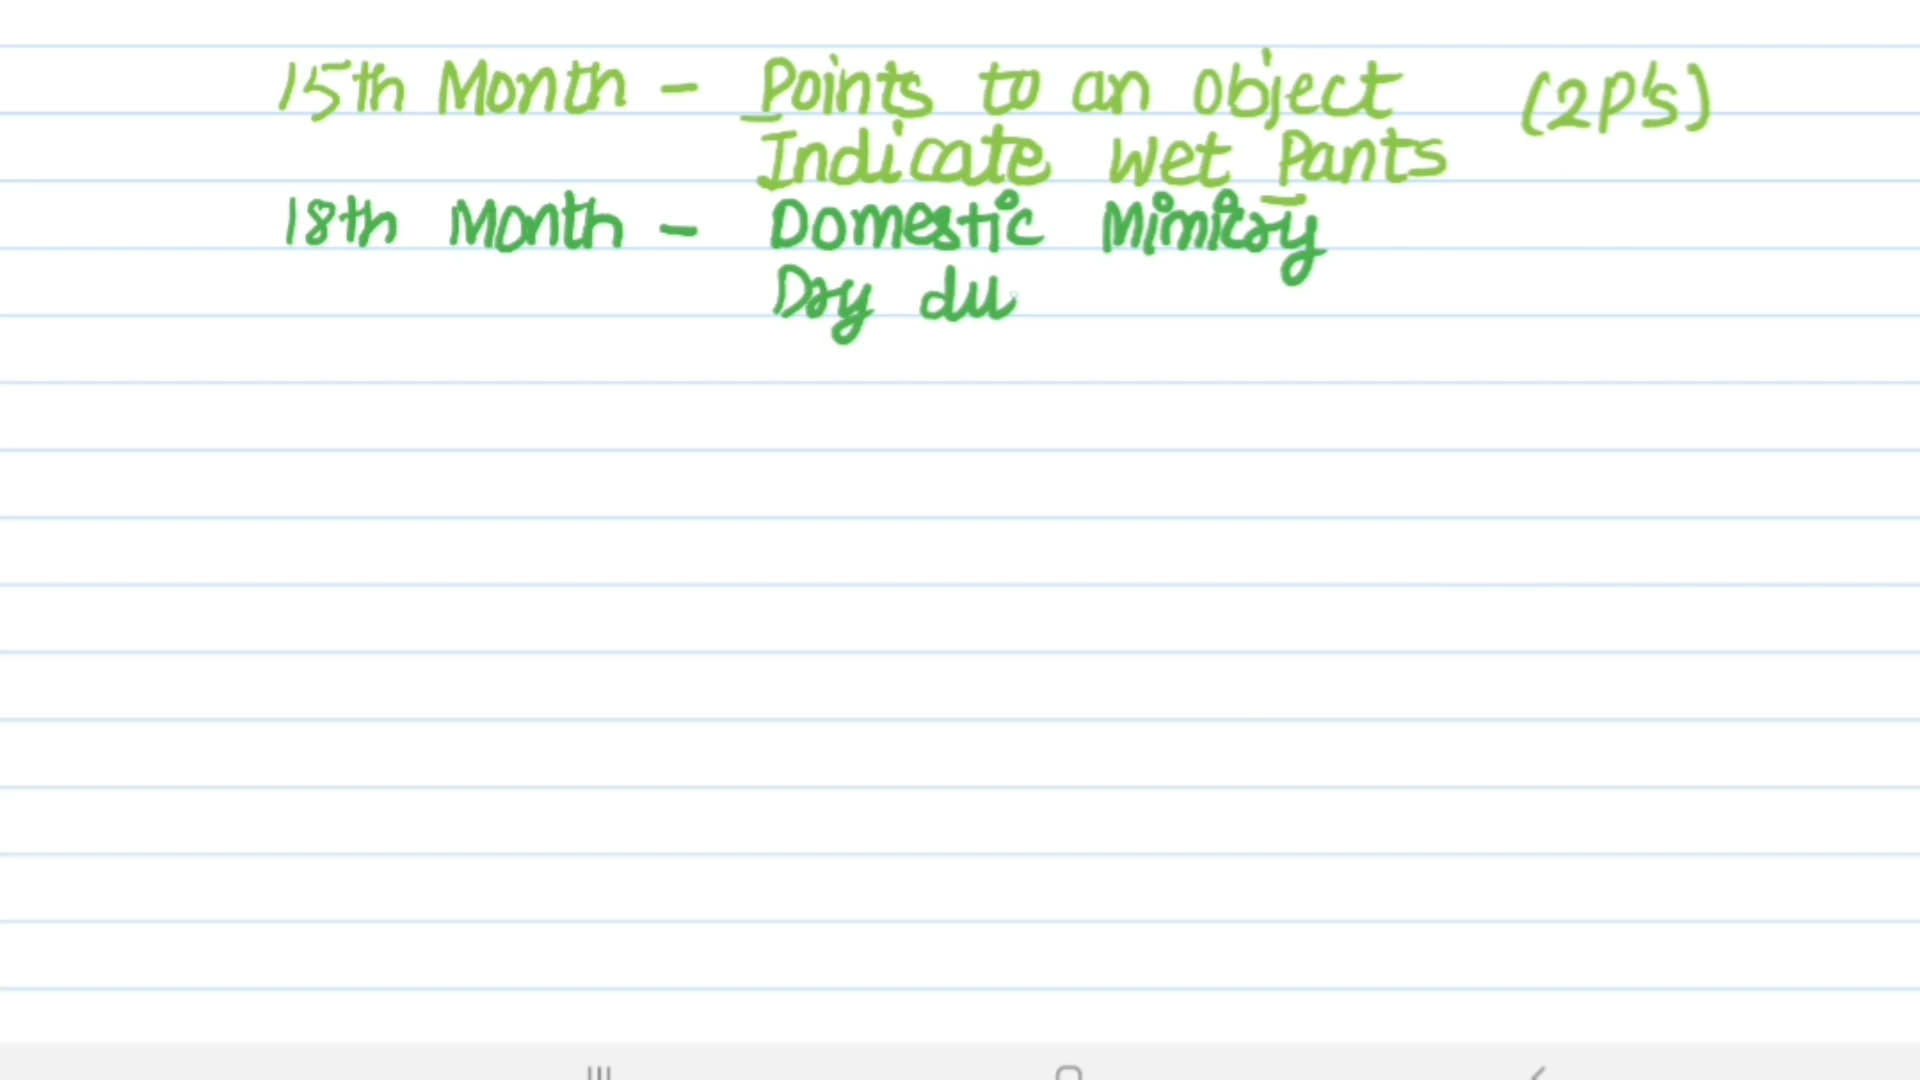 15th Month - Points to an object (2P's)
Indicate wet Pants
18th Month - Domestic Mimicry
Day du